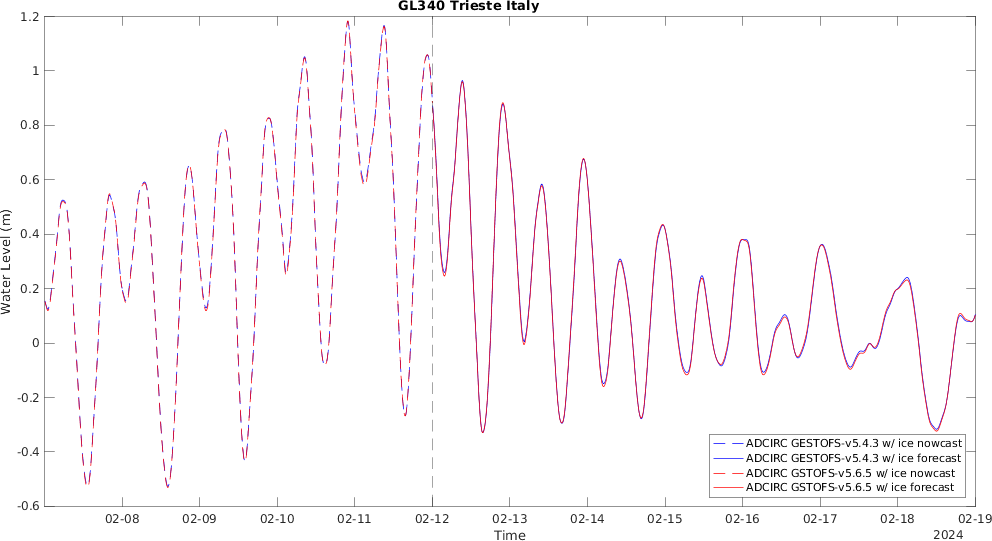 GL340 Trieste Italy
Water Level (m)
1.2
1
0.8
0.6
0.4
0.2
0
-0.2
-0.4
-0.6
ADCIRC GESTOFS-v5.4.3 w/ ice nowcast
ADCIRC GESTOFS-v5.4.3 w/ ice forecast
ADCIRC GSTOFS-v5.6.5 w/ ice nowcast
ADCIRC GSTOFS-v5.6.5 w/ ice forecast
02-08 02-09 02-10 02-11 02-12 02-13 02-14 02-15 02-16 02-17 02-18 02-19
Time
2024